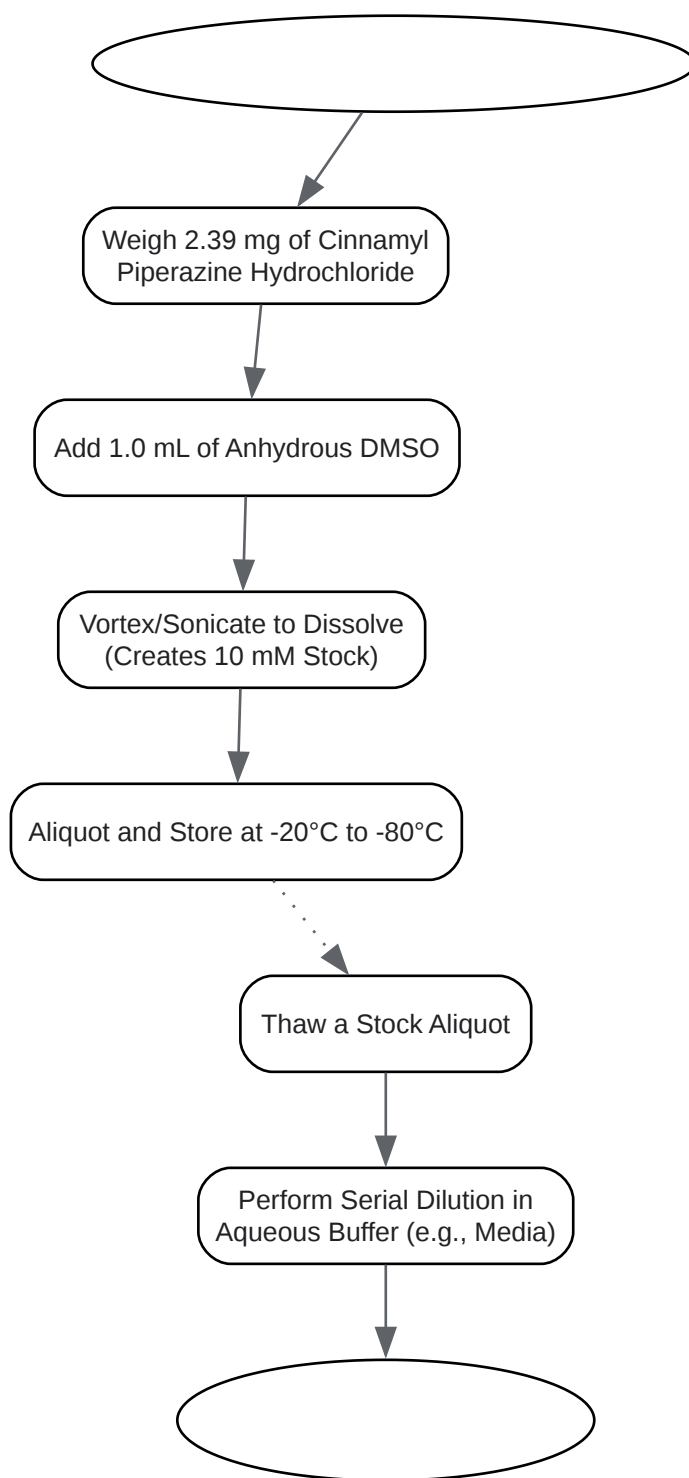 Weigh 2.39 mg of Cinnamyl
Piperazine Hydrochloride
Add 1.0 mL of Anhydrous DMSO
Vortex/Sonicate to Dissolve
(Creates 10 mM Stock)
Aliquot and Store at -20°C to -80°C
Thaw a Stock Aliquot
Perform Serial Dilution in
Aqueous Buffer (e.g., Media)